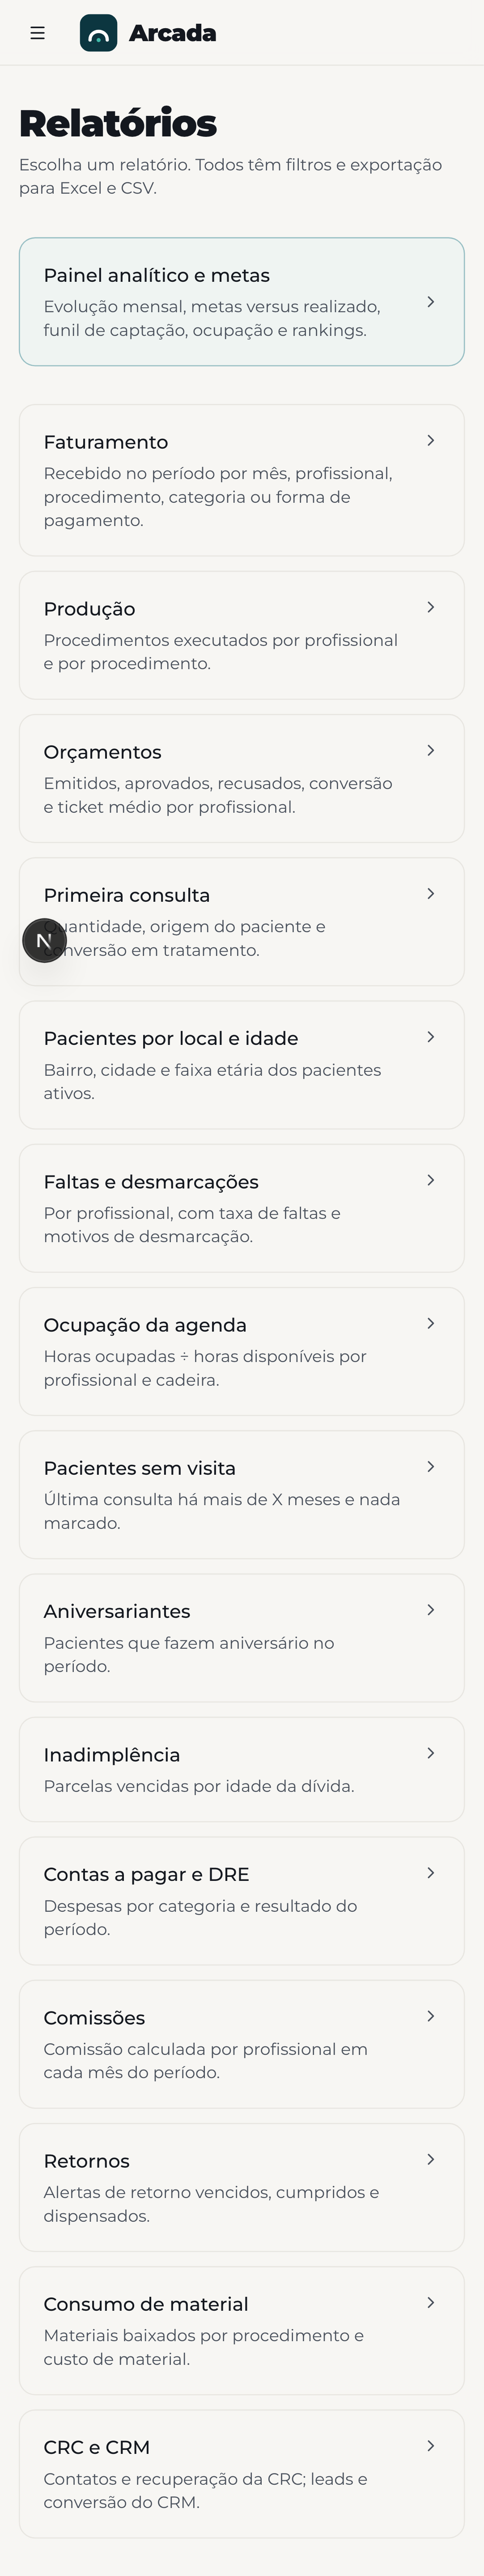 Arcada
Relatórios
Escolha um relatório. Todos têm filtros e exportação
para Excel e CSV.
Painel analítico e metas
Evolução mensal, metas versus realizado,
funil de captação, ocupação e rankings.
Faturamento
Recebido no período por mês, profissional,
procedimento, categoria ou forma de
pagamento.
Produção
Procedimentos executados por profissional
e por procedimento.
Orçamentos
Emitidos, aprovados, recusados, conversão
e ticket médio por profissional.
Primeira consulta
Quantidade, origem do paciente e
N
conversão em tratamento.
Pacientes por local e idade
Bairro, cidade e faixa etária dos pacientes
ativos.
Faltas e desmarcações
Por profissional, com taxa de faltas e
motivos de desmarcação.
Ocupação da agenda
Horas ocupadas ÷ horas disponíveis por
profissional e cadeira.
Pacientes sem visita
Última consulta há mais de X meses e nada
marcado.
Aniversariantes
Pacientes que fazem aniversário no
período.
Inadimplência
Parcelas vencidas por idade da dívida.
Contas a pagar e DRE
Despesas por categoria e resultado do
período.
Comissões
Comissão calculada por profissional em
cada mês do período.
Retornos
Alertas de retorno vencidos, cumpridos e
dispensados.
Consumo de material
Materiais baixados por procedimento e
custo de material.
CRC e CRM
Contatos e recuperação da CRC; leads e
conversão do CRM.